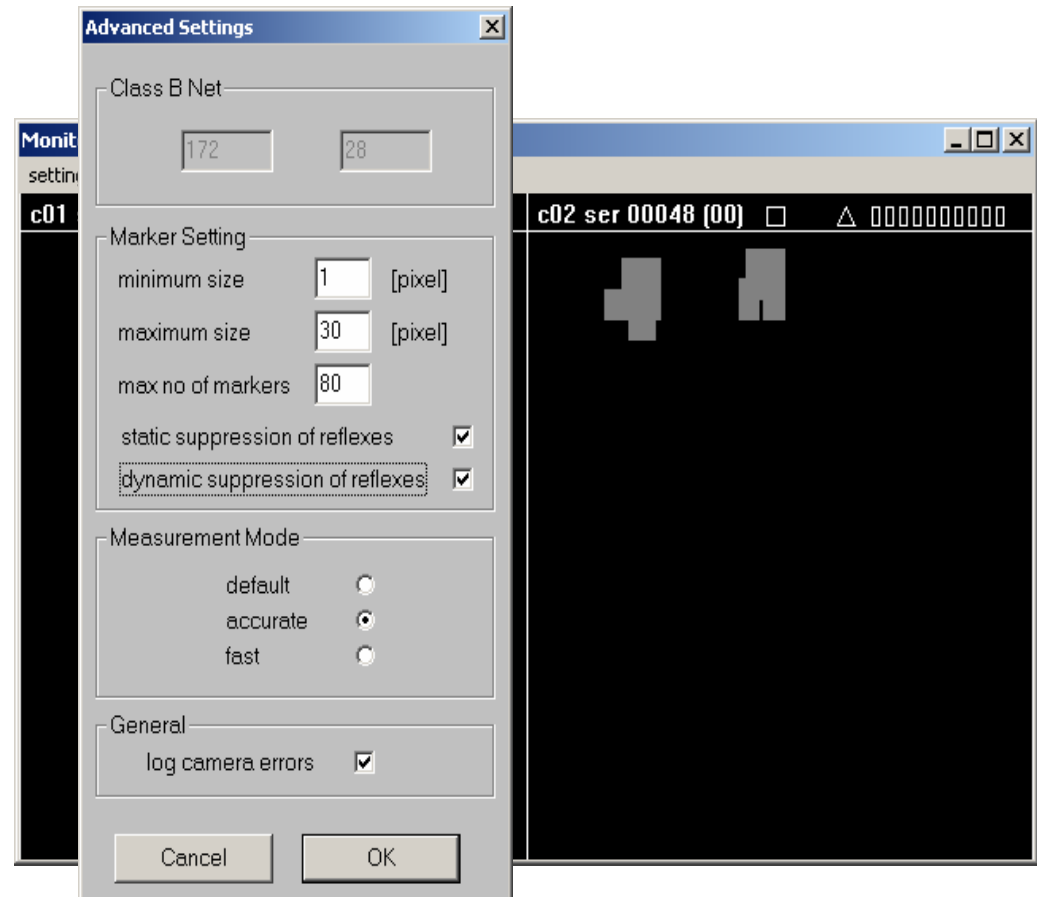 Advanced Settings
Class B Net
172 28
Marker Setting
minimum size 1 [pixel]
maximum size 30 [pixel]
max no of markers 80
static suppression of reflexes
dynamic suppression of reflexes
Measurement Mode
default
accurate
fast
General
log camera errors
Cancel OK
Monit
settin
c01 c02 ser 00048 (00)